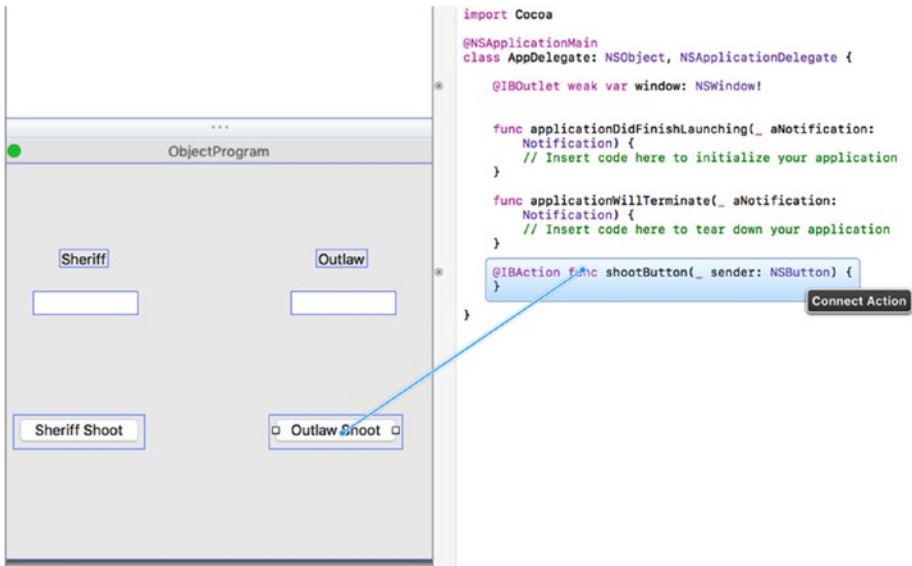 ObjectProgram
Sheriff
Outlaw
Sheriff Shoot
Outlaw Shoot
import Cocoa
@NSApplicationMain
class AppDelegate: NSObject, NSApplicationDelegate {
@IBOutlet weak var window: NSWindow!
func applicationDidFinishLaunching(_ aNotification:
Notification) {
// Insert code here to initialize your application
}
func applicationWillTerminate(_ aNotification:
Notification) {
// Insert code here to tear down your application
}
@IBAction func shootButton(_ sender: NSButton) {
}
Connect Action
}